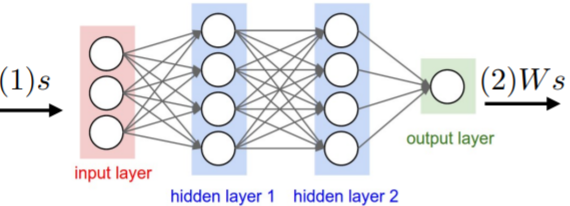 (1)s
(2)Ws
output layer
input layer
hidden layer 1
hidden layer 2